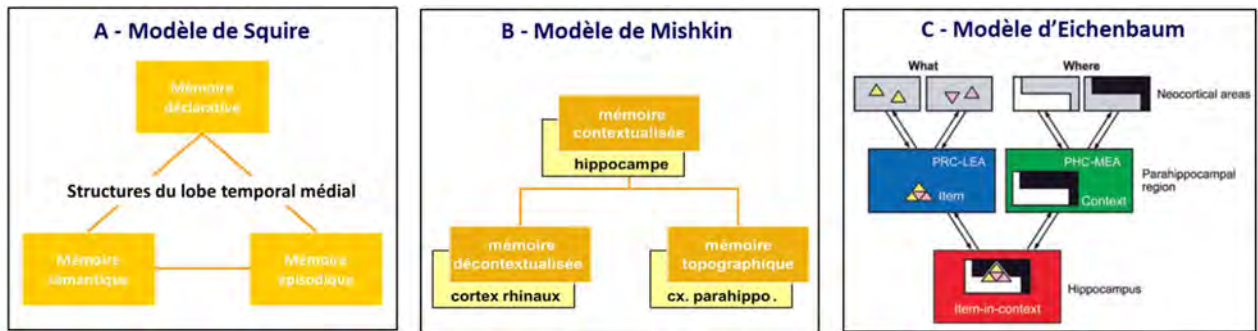 A - Modèle de Squire
Mémoire
déclarative
Structures du lobe temporal médial
Mémoire
sémantique
Mémoire
épisodique
B - Modèle de Mishkin
mémoire
contextualisée
hippocampe
mémoire
décontextualisée
cortex rhinaux
mémoire
topographique
cx. parahippo.
C - Modèle d'Eichenbaum
What
Where
Neocortical areas
PRC-LEA
Item
PHC-MEA
Context
Parahippocampal
region
Item-in-context
Hippocampus